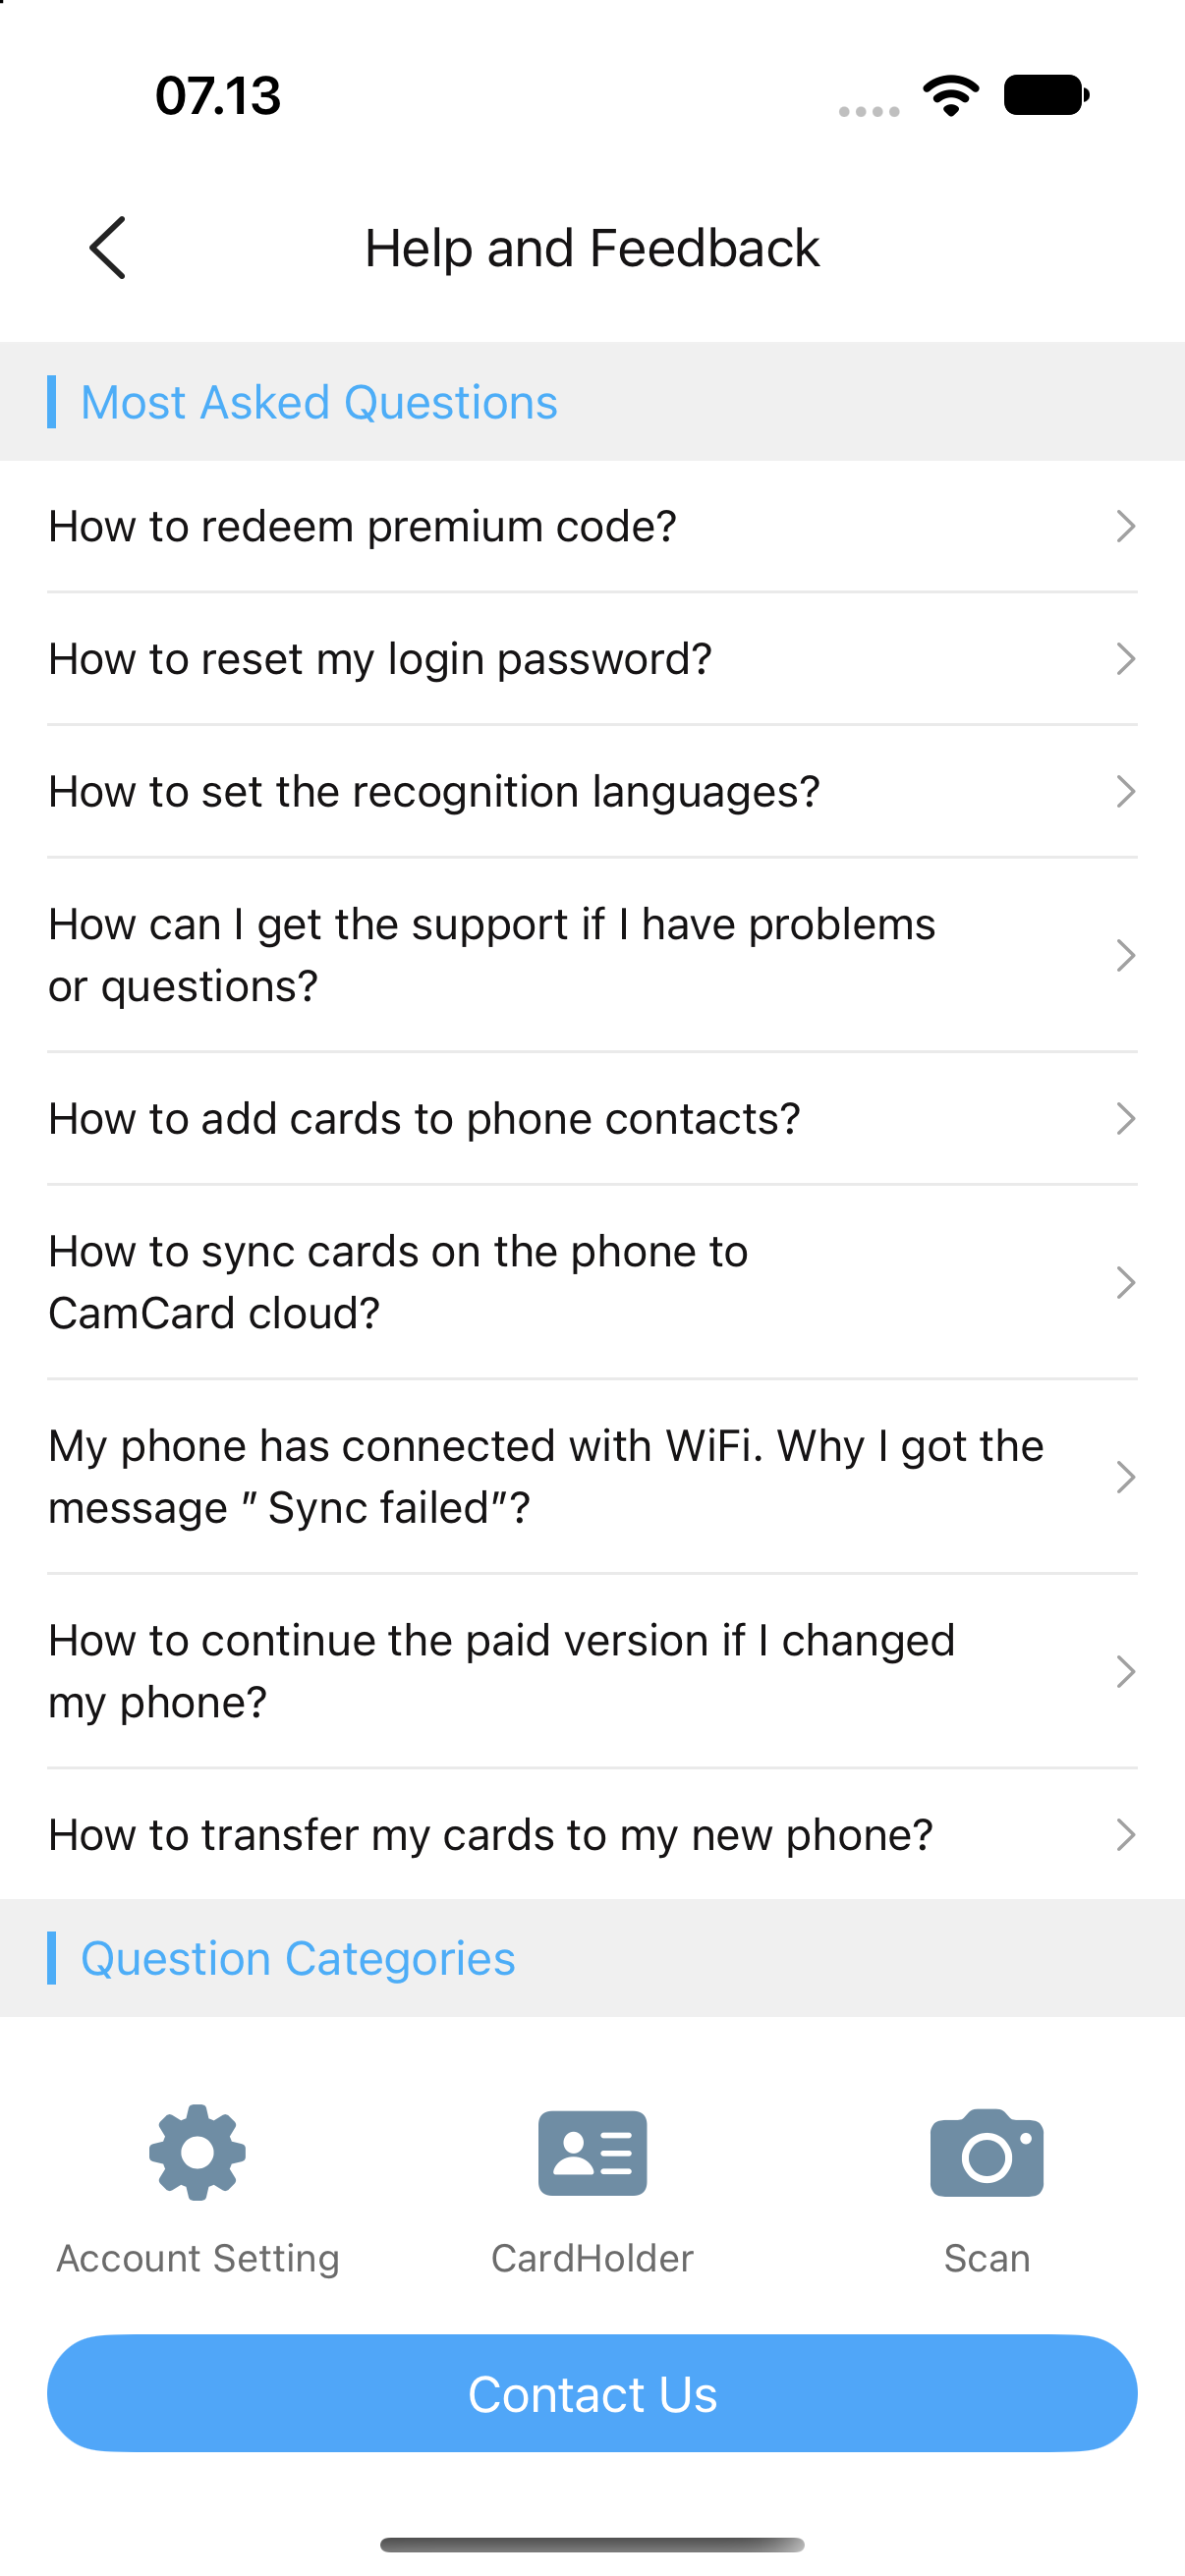 07.13
Help and Feedback
Most Asked Questions
How to redeem premium code?
How to reset my login password?
How to set the recognition languages?
How can I get the support if I have problems
or questions?
How to add cards to phone contacts?
How to sync cards on the phone to
CamCard cloud?
My phone has connected with WiFi. Why I got the
message " Sync failed"?
How to continue the paid version if I changed
my phone?
How to transfer my cards to my new phone?
Question Categories
Account Setting
CardHolder
Scan
Contact Us